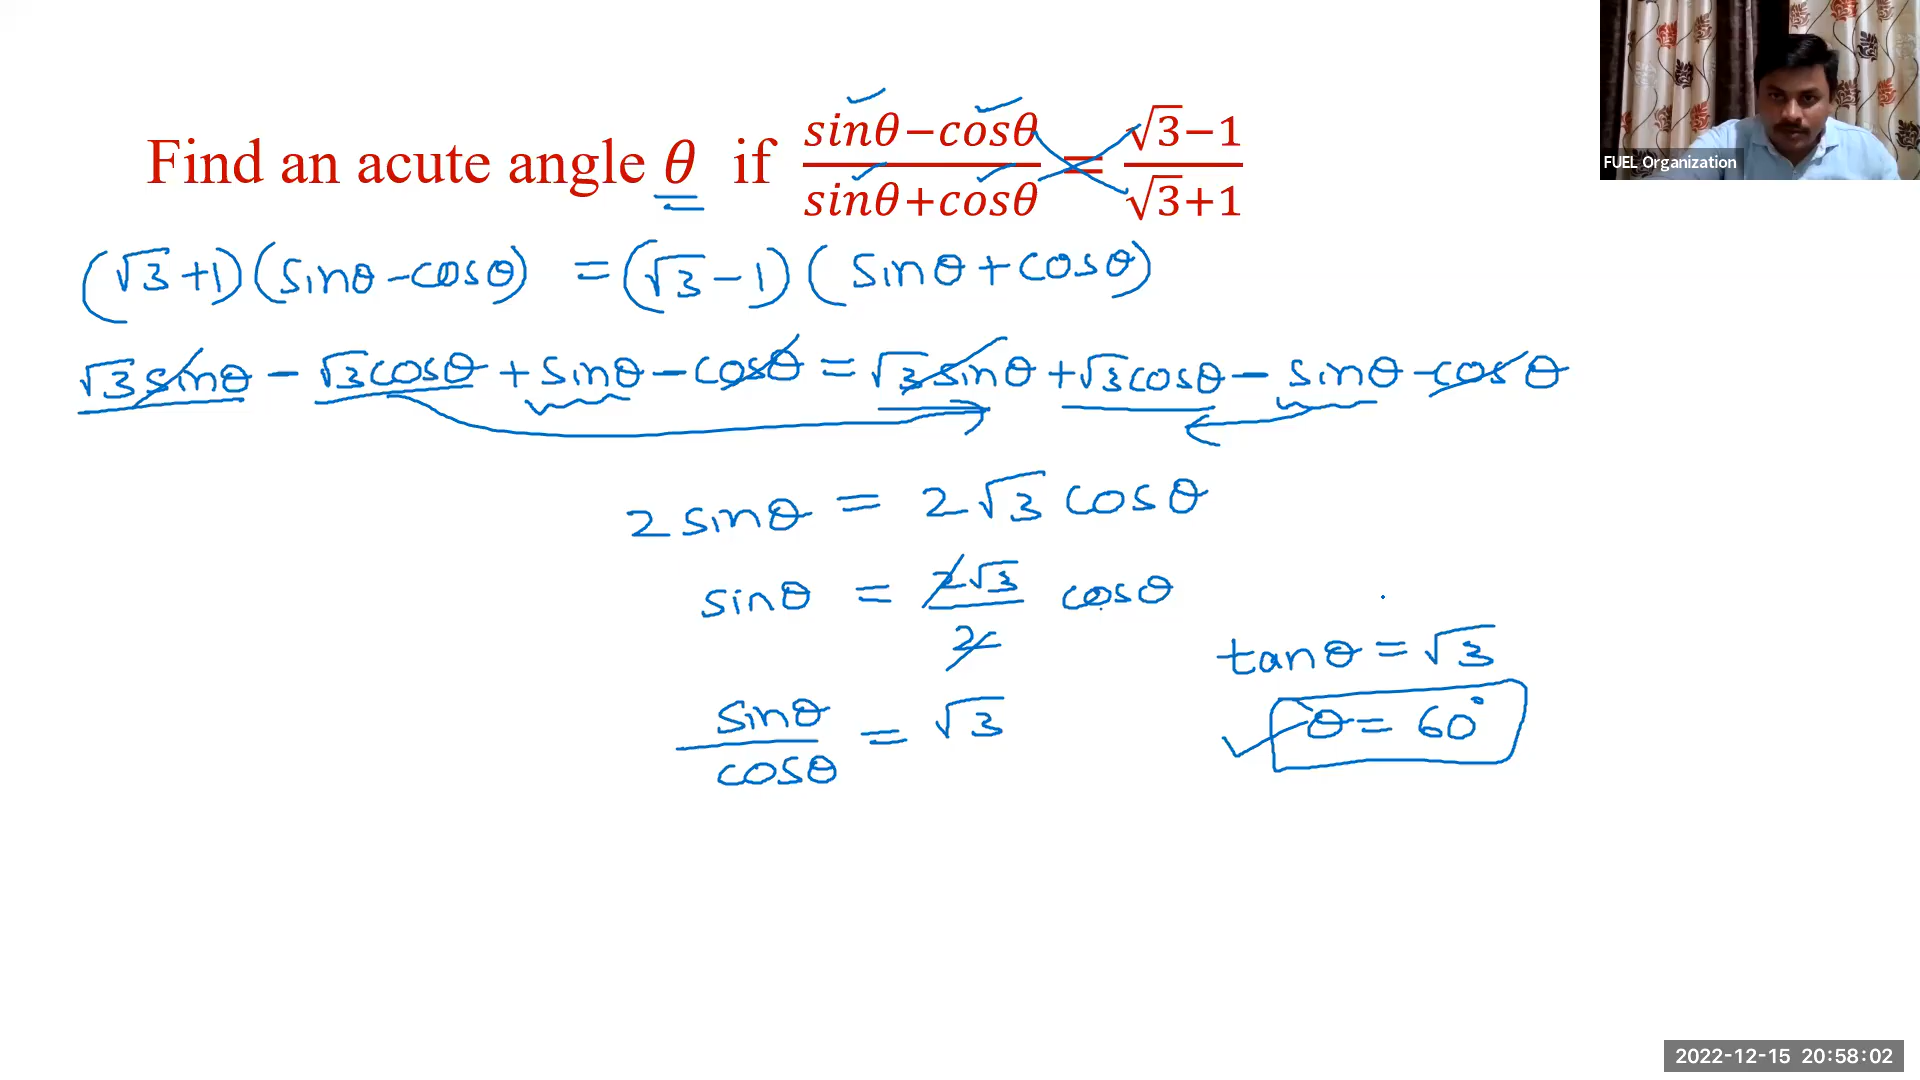 Find an acute angle θ if (sinθ−cosθ)/(sinθ+cosθ) = (√3−1)/(√3+1)
FUEL Organization
(√3+1)(sinθ-cosθ) = (√3-1)(sinθ+cosθ)
√3sinθ - √3cosθ + sinθ - cosθ = √3sinθ + √3cosθ - sinθ - cosθ
2sinθ = 2√3 cosθ
sinθ = 2√3/2 cosθ
sinθ/cosθ = √3
tanθ = √3
θ = 60°
2022-12-15 20:58:02